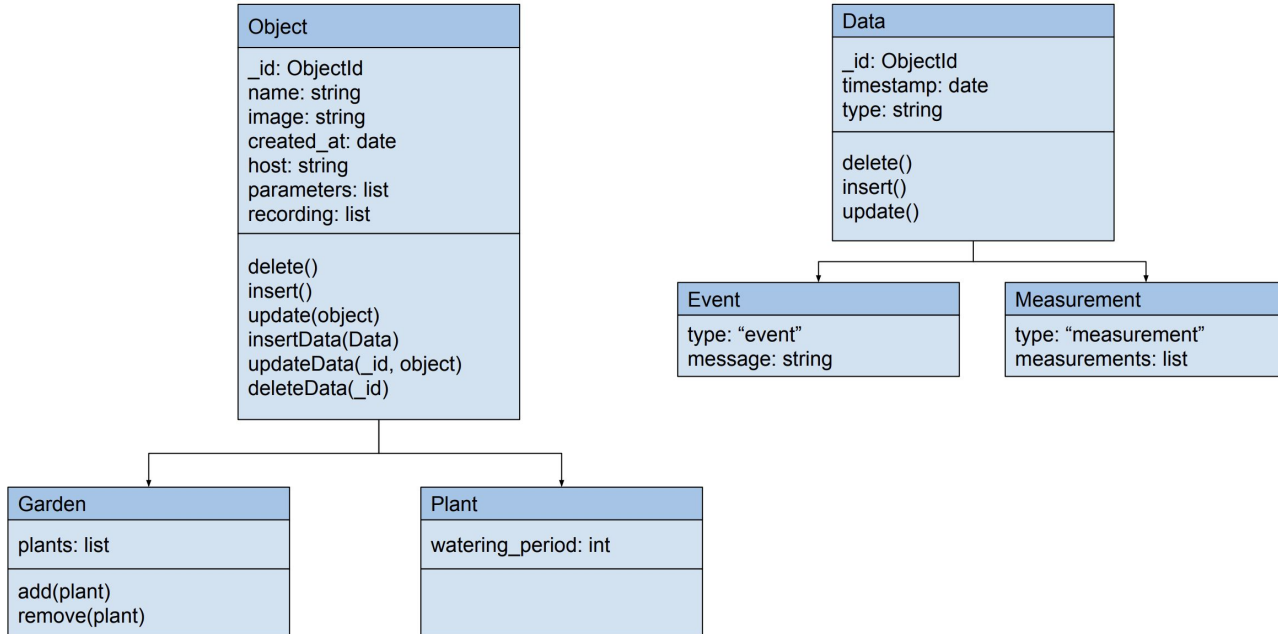 Object
_id: ObjectId
name: string
image: string
created_at: date
host: string
parameters: list
recording: list
delete()
insert()
update(object)
insertData(Data)
updateData(_id, object)
deleteData(_id)
Data
_id: ObjectId
timestamp: date
type: string
delete()
insert()
update()
Event
type: “event”
message: string
Measurement
type: “measurement”
measurements: list
Garden
plants: list
add(plant)
remove(plant)
Plant
watering_period: int